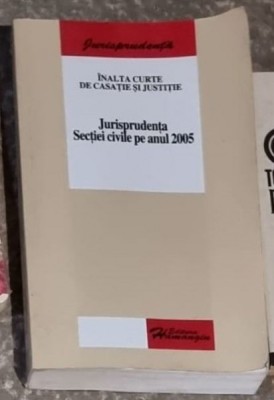 Jurisprudență
ÎNALTA CURTE
DE CASAȚIE ȘI JUSTIȚIE
Jurisprudența
Secției civile pe anul 2005
Editura
Hamangiu